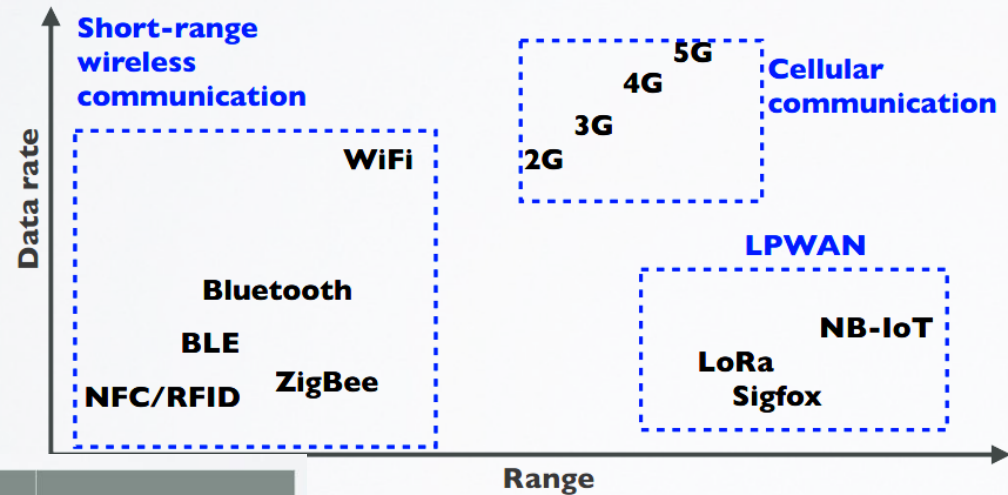 Short-range
wireless
communication
5G
4G
3G
2G
Cellular
communication
WiFi
Data rate
LPWAN
Bluetooth
BLE
ZigBee
NFC/RFID
NB-IoT
LoRa
Sigfox
Range